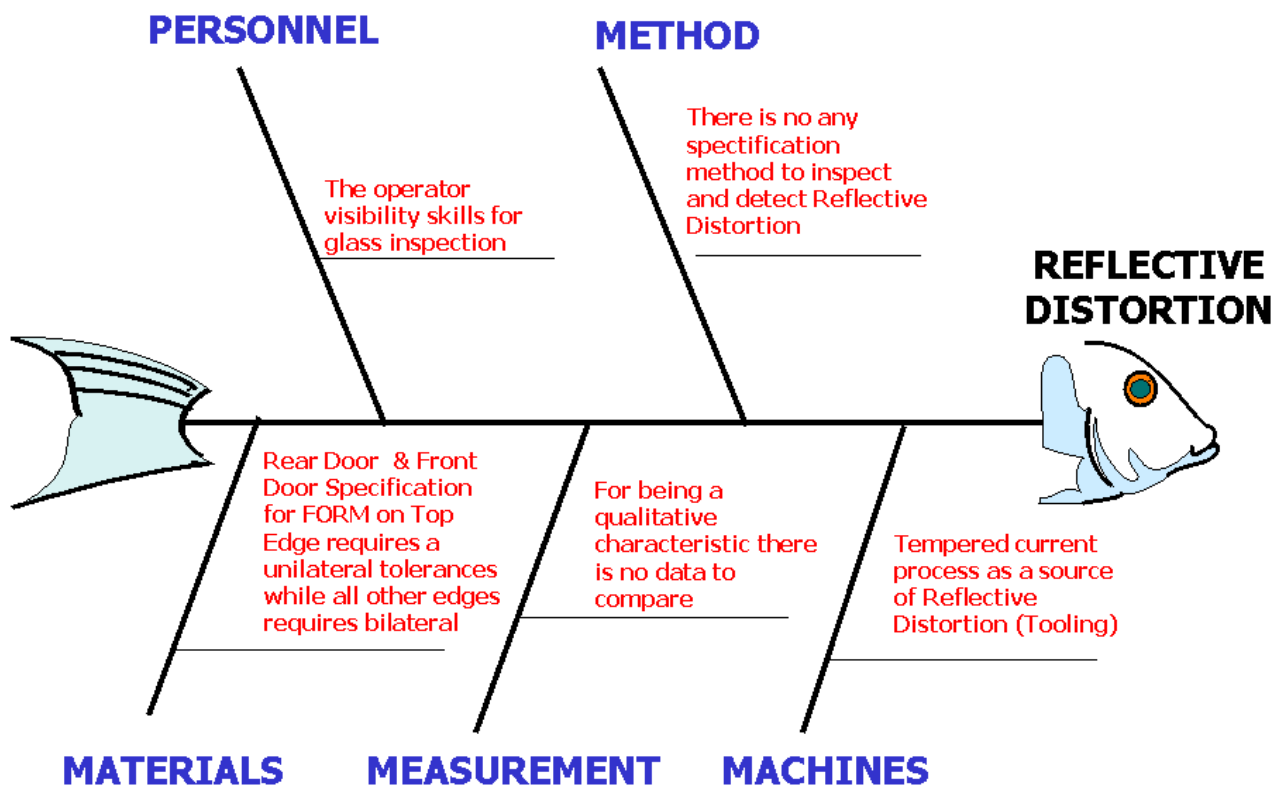 PERSONNEL
METHOD
There is no any
spectification
method to inspect
and detect Reflective
Distortion
The operator
visibility skills for
glass inspection
REFLECTIVE
DISTORTION
Rear Door & Front
Door Specification
for FORM on Top
Edge requires a
unilateral tolerances
while all other edges
requires bilateral
For being a
qualitative
characteristic there
is no data to
compare
Tempered current
process as a source
of Reflective
Distortion (Tooling)
MATERIALS
MEASUREMENT
MACHINES